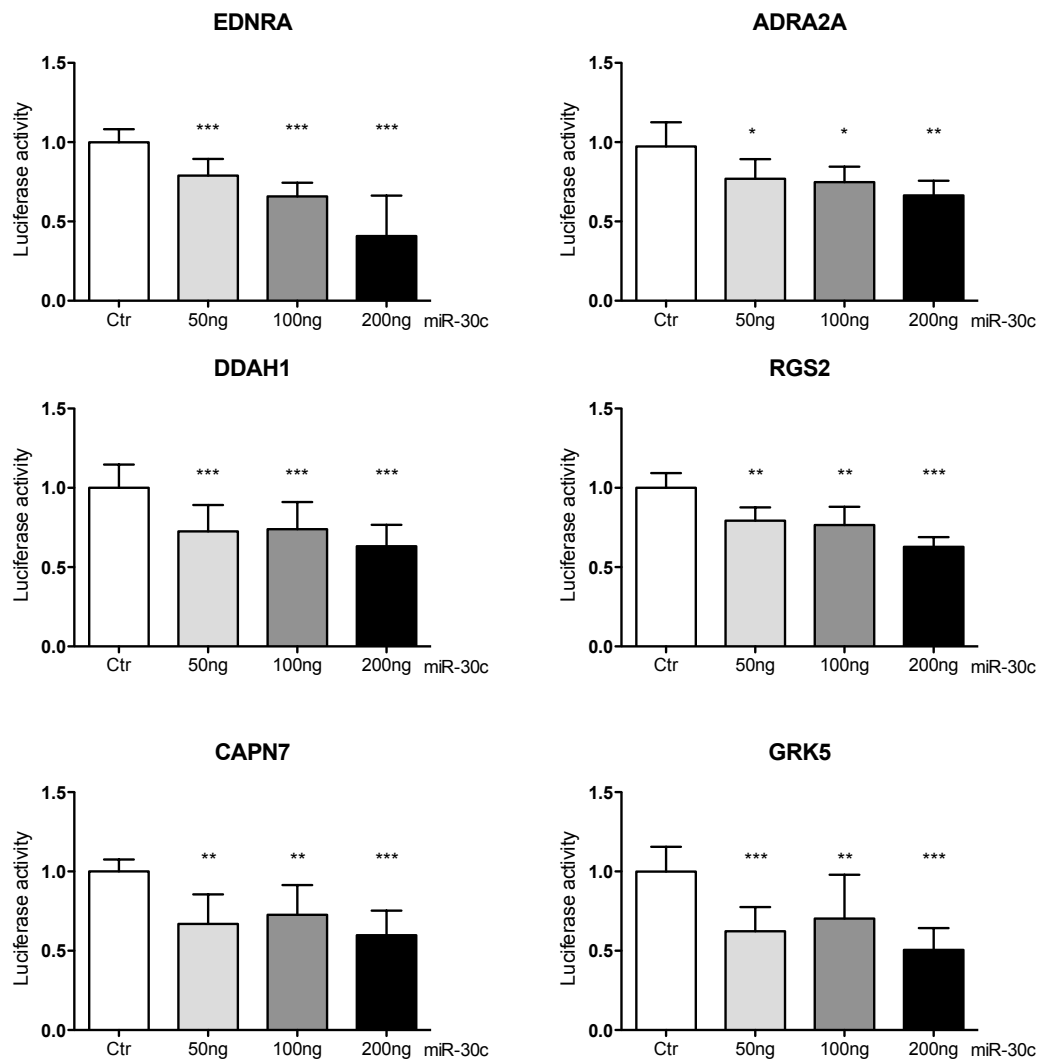 EDNRA
Luciferase activity
1.5
1.0
0.5
0.0
*** *** ***
Ctr 50ng 100ng 200ng miR-30c
ADRA2A
Luciferase activity
1.5
1.0
0.5
0.0
* * **
Ctr 50ng 100ng 200ng miR-30c
DDAH1
Luciferase activity
1.5
1.0
0.5
0.0
*** *** ***
Ctr 50ng 100ng 200ng miR-30c
RGS2
Luciferase activity
1.5
1.0
0.5
0.0
** ** ***
Ctr 50ng 100ng 200ng miR-30c
CAPN7
Luciferase activity
1.5
1.0
0.5
0.0
** ** ***
Ctr 50ng 100ng 200ng miR-30c
GRK5
Luciferase activity
1.5
1.0
0.5
0.0
*** ** ***
Ctr 50ng 100ng 200ng miR-30c